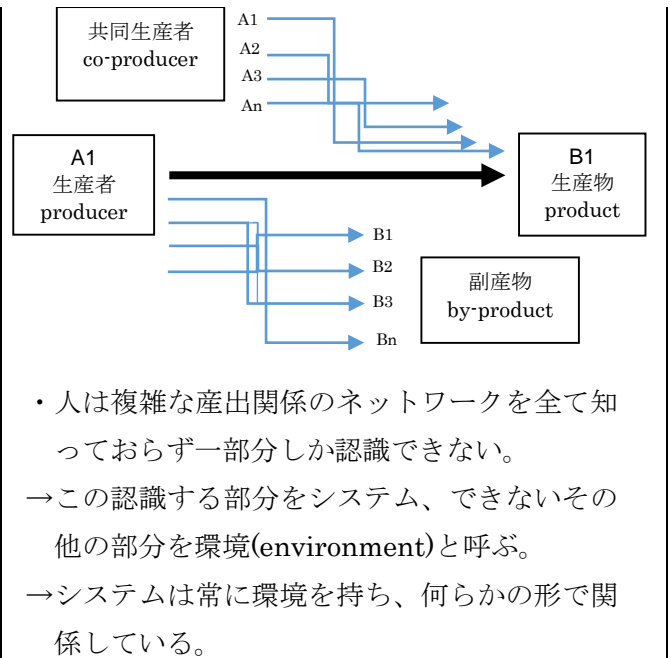 共同生産者
co-producer
A1
A2
A3
An
A1
生産者
producer
B1
生産物
product
B1
B2
B3
Bn
副産物
by-product
・人は複雑な産出関係のネットワークを全て知
っておらず一部分しか認識できない。
→この認識する部分をシステム、できないその
他の部分を環境(environment)と呼ぶ。
→システムは常に環境を持ち、何らかの形で関
係している。